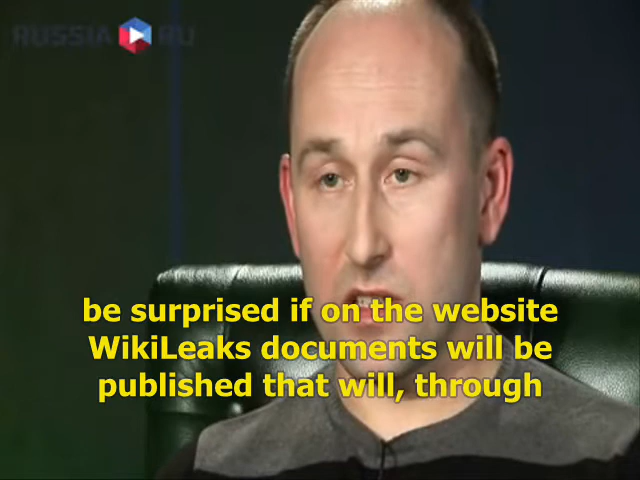 RUSSIA RU
be surprised if on the website
WikiLeaks documents will be
published that will, through